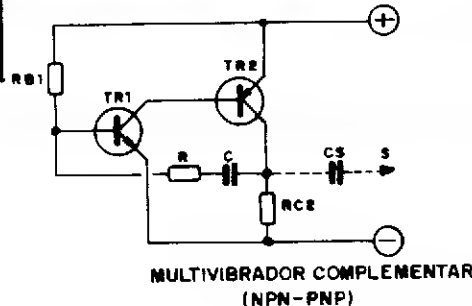 +
TR2
RB1
TR1
R
C
CS
S
RC2
−
MULTIVIBRADOR COMPLEMENTAR
(NPN-PNP)